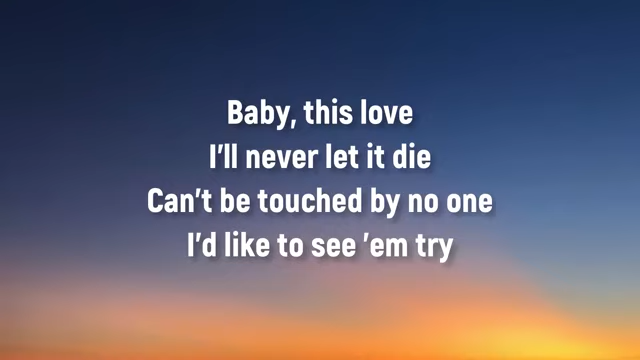 Baby, this love
I'll never let it die
Can't be touched by no one
I'd like to see 'em try